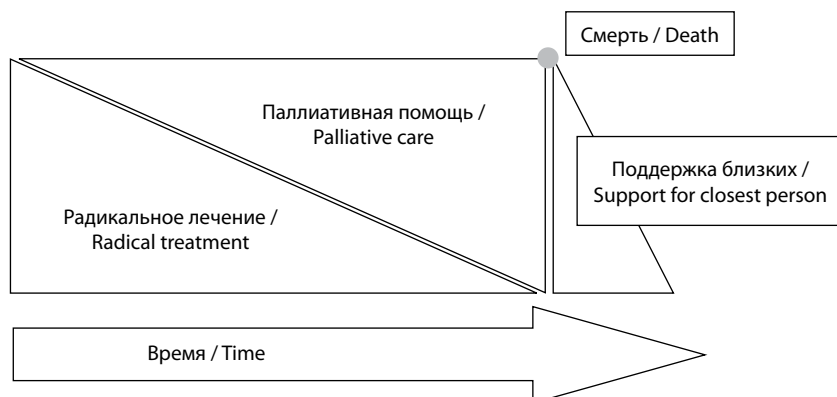 Смерть / Death
Паллиативная помощь /
Palliative care
Поддержка близких /
Support for closest person
Радикальное лечение /
Radical treatment
Время / Time